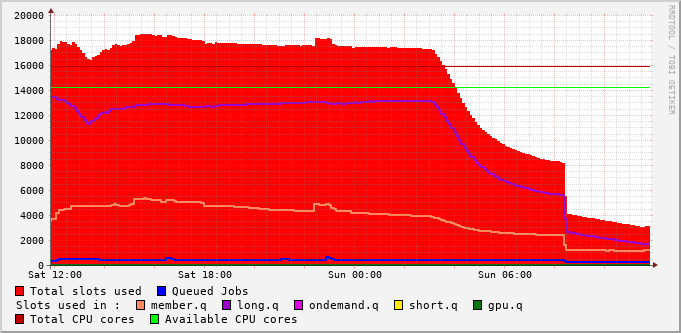 20000
18000
16000
14000
12000
10000
8000
6000
4000
2000
0
Sat 12:00 Sat 18:00 Sun 00:00 Sun 06:00
RRDTOOL / TOBI OETIKER
Total slots used Queued Jobs
Slots used in : member.q long.q ondemand.q short.q gpu.q
Total CPU cores Available CPU cores